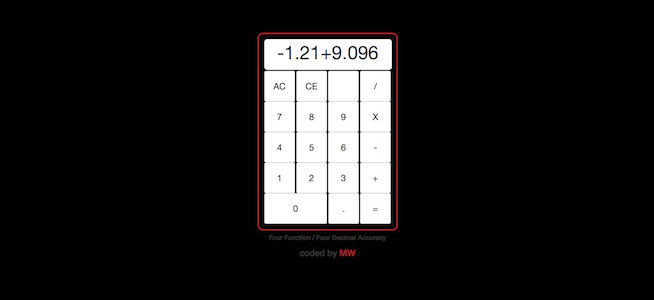 -1.21+9.096
AC CE /
7 8 9 X
4 5 6 -
1 2 3 +
0 . =
Four Function / Four Decimal Accuracy
coded by MW